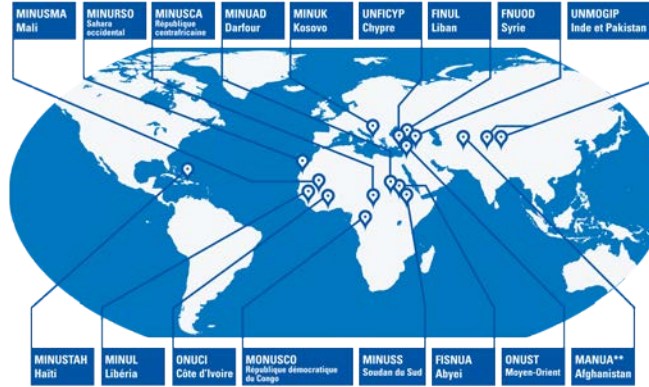 MINUSMA
Mali
MINURSO
Sahara
occidental
MINUSCA
République
centrafricaine
MINUAD
Darfour
MINUK
Kosovo
UNFICYP
Chypre
FINUL
Liban
FNUOD
Syrie
UNMOGIP
Inde et Pakistan
MINUSTAH
Haïti
MINUL
Libéria
ONUCI
Côte d'Ivoire
MONUSCO
République démocratique
du Congo
MINUSS
Soudan du Sud
FISNUA
Abyei
ONUST
Moyen-Orient
MANUA**
Afghanistan